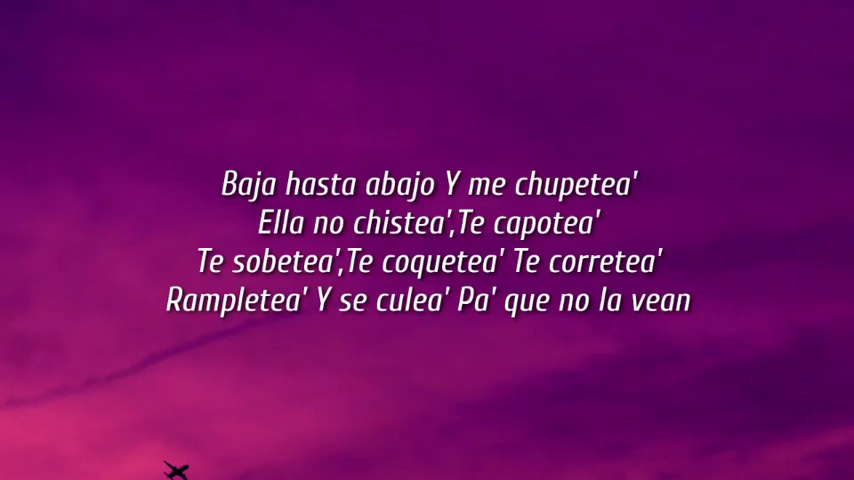 Baja hasta abajo Y me chupetea'
Ella no chistea',Te capotea'
Te sobetea',Te coquetea' Te corretea'
Rampletea' Y se culea' Pa' que no la vean